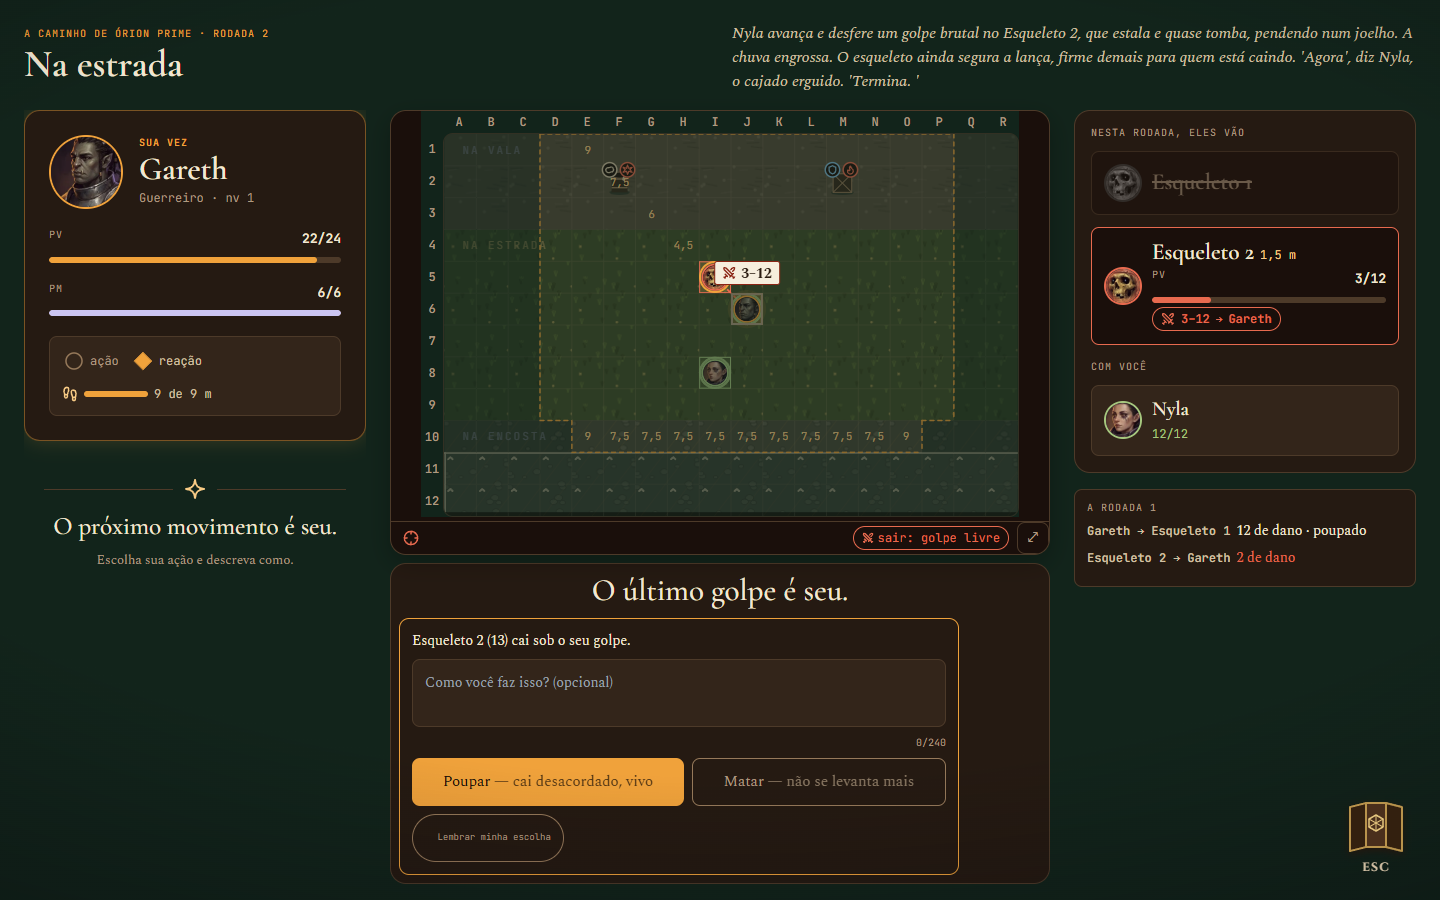 A CAMINHO DE ÓRION PRIME · RODADA 2
Na estrada
Nyla avança e desfere um golpe brutal no Esqueleto 2, que estala e quase tomba, pendendo num joelho. A
chuva engrossa. O esqueleto ainda segura a lança, firme demais para quem está caindo. 'Agora', diz Nyla,
o cajado erguido. 'Termina. '
SUA VEZ
Gareth
Guerreiro · nv 1
PV
22/24
PM
6/6
ação
reação
9 de 9 m
O próximo movimento é seu.
Escolha sua ação e descreva como.
A B C D E F G H I J K L M N O P Q R
1
NA VALA
9
2
7,5
3
6
4
NA ESTRADA
4,5
5
3–12
6
7
8
9
10
NA ENCOSTA
9 7,5 7,5 7,5 7,5 7,5 7,5 7,5 7,5 7,5 9
11
12
sair: golpe livre
O último golpe é seu.
Esqueleto 2 (13) cai sob o seu golpe.
Como você faz isso? (opcional)
0/240
Poupar — cai desacordado, vivo
Matar — não se levanta mais
Lembrar minha escolha
NESTA RODADA, ELES VÃO
Esqueleto 1
Esqueleto 2 1,5 m
PV
3/12
3–12 → Gareth
COM VOCÊ
Nyla
12/12
A RODADA 1
Gareth → Esqueleto 1 12 de dano · poupado
Esqueleto 2 → Gareth 2 de dano
ESC